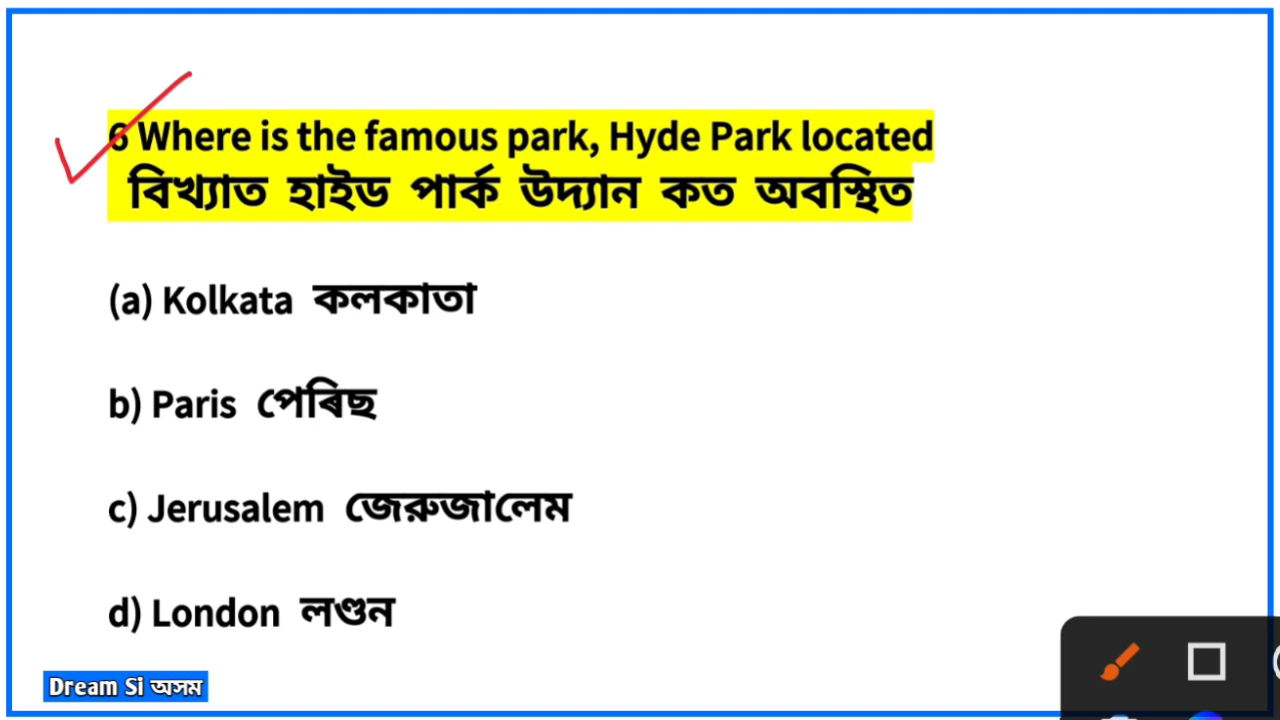 6 Where is the famous park, Hyde Park located
বিখ্যাত হাইড পার্ক উদ্যান কত অবস্থিত
(a) Kolkata কলকাতা
b) Paris পেৰিছ
c) Jerusalem জেরুজালেম
d) London লণ্ডন
Dream Si অসম